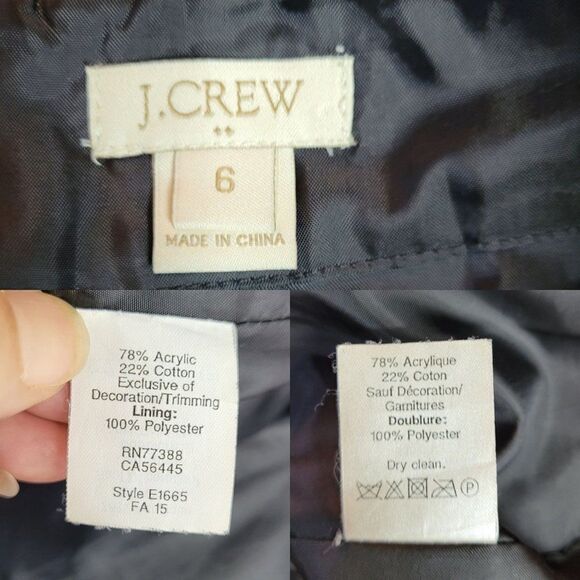 J.CREW
6
MADE IN CHINA
78% Acrylic
22% Cotton
Exclusive of
Decoration/Trimming
Lining:
100% Polyester
RN77388
CA56445
Style E1665
FA 15
78% Acrylique
22% Coton
Sauf Décoration/
Garnitures
Doublure:
100% Polyester
Dry clean.
P